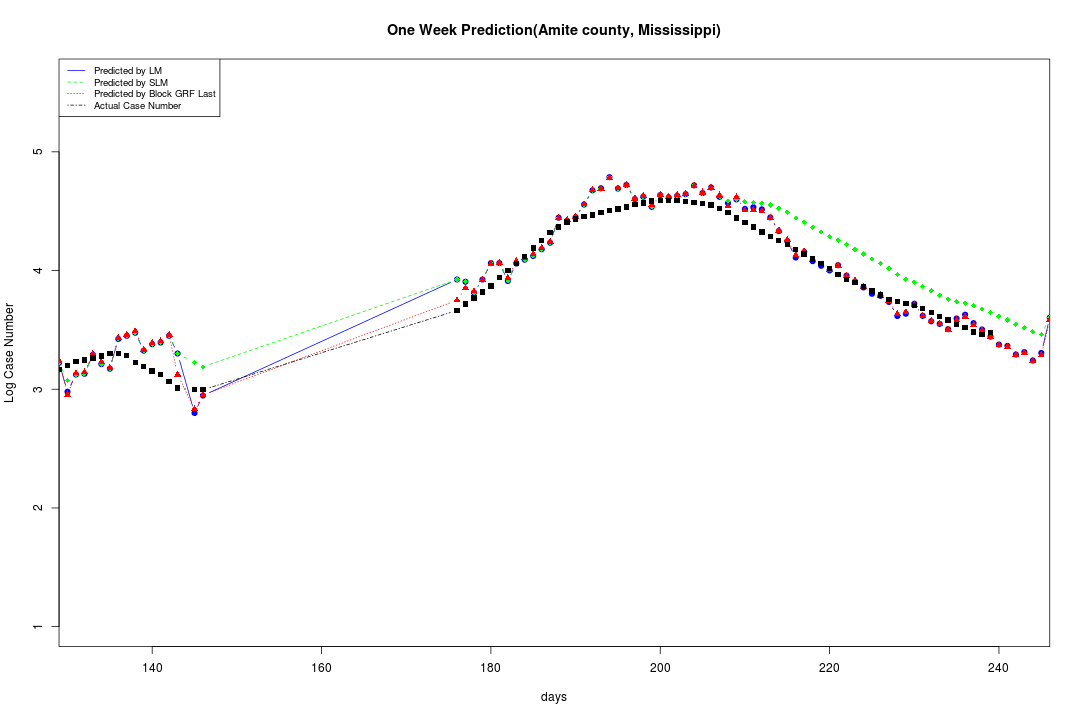 One Week Prediction(Amite county, Mississippi)
Predicted by LM
Predicted by SLM
Predicted by Block GRF Last
Actual Case Number
5
4
3
2
1
Log Case Number
140 160 180 200 220 240
days